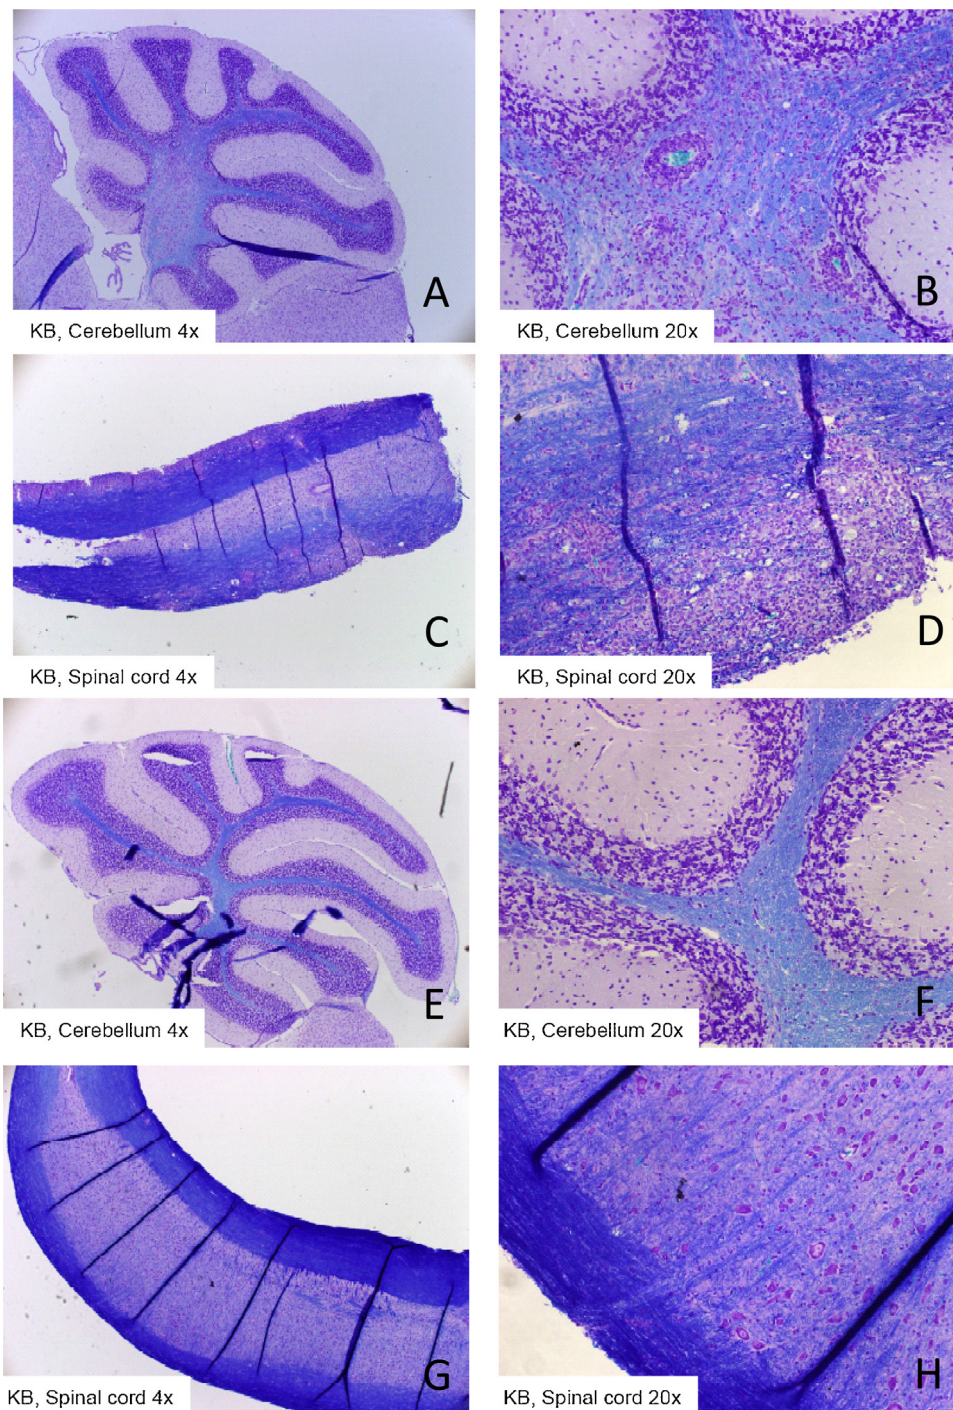 A
B
KB, Cerebellum 4x
KB, Cerebellum 20x
C
D
KB, Spinal cord 4x
KB, Spinal cord 20x
E
F
KB, Cerebellum 4x
KB, Cerebellum 20x
G
H
KB, Spinal cord 4x
KB, Spinal cord 20x